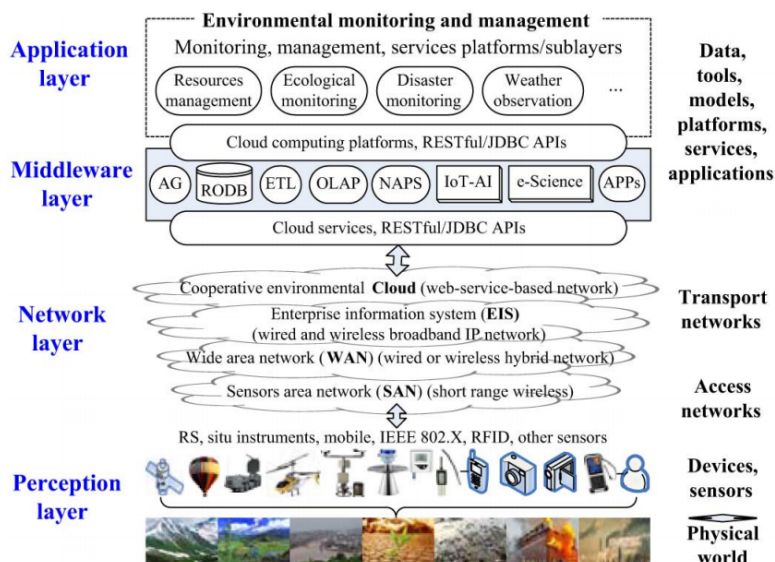 Environmental monitoring and management
Application
layer
Monitoring, management, services platforms/sublayers
Resources
management
Ecological
monitoring
Disaster
monitoring
Weather
observation
...
Data,
tools,
models,
platforms,
services,
applications
Cloud computing platforms, RESTful/JDBC APIs
Middleware
layer
AG
RODB
ETL
OLAP
NAPS
IoT-AI
e-Science
APPs
Cloud services, RESTful/JDBC APIs
Network
layer
Cooperative environmental Cloud (web-service-based network)
Enterprise information system (EIS)
(wired and wireless broadband IP network)
Wide area network (WAN) (wired or wireless hybrid network)
Sensors area network (SAN) (short range wireless)
Transport
networks
Access
networks
RS, situ instruments, mobile, IEEE 802.X, RFID, other sensors
Perception
layer
Devices,
sensors
Physical
world